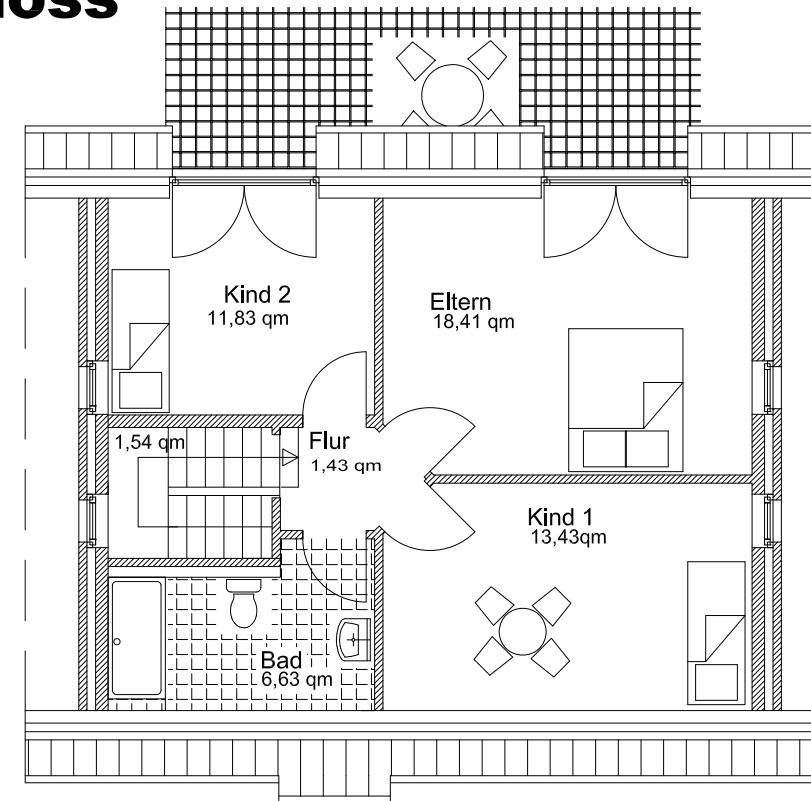 Kind 2
11,83 qm
Eltern
18,41 qm
1,54 qm
Flur
1,43 qm
Kind 1
13,43qm
Bad
6,63 qm